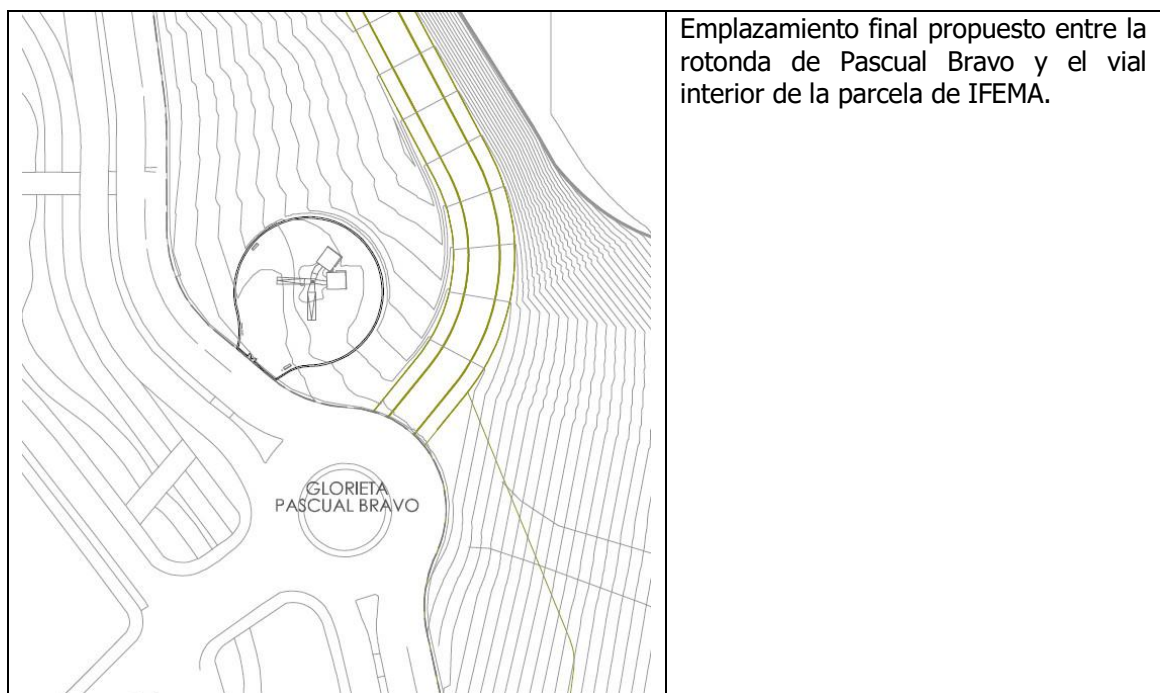 Emplazamiento final propuesto entre la
rotonda de Pascual Bravo y el vial
interior de la parcela de IFEMA.
GLORIETA
PASCUAL BRAVO